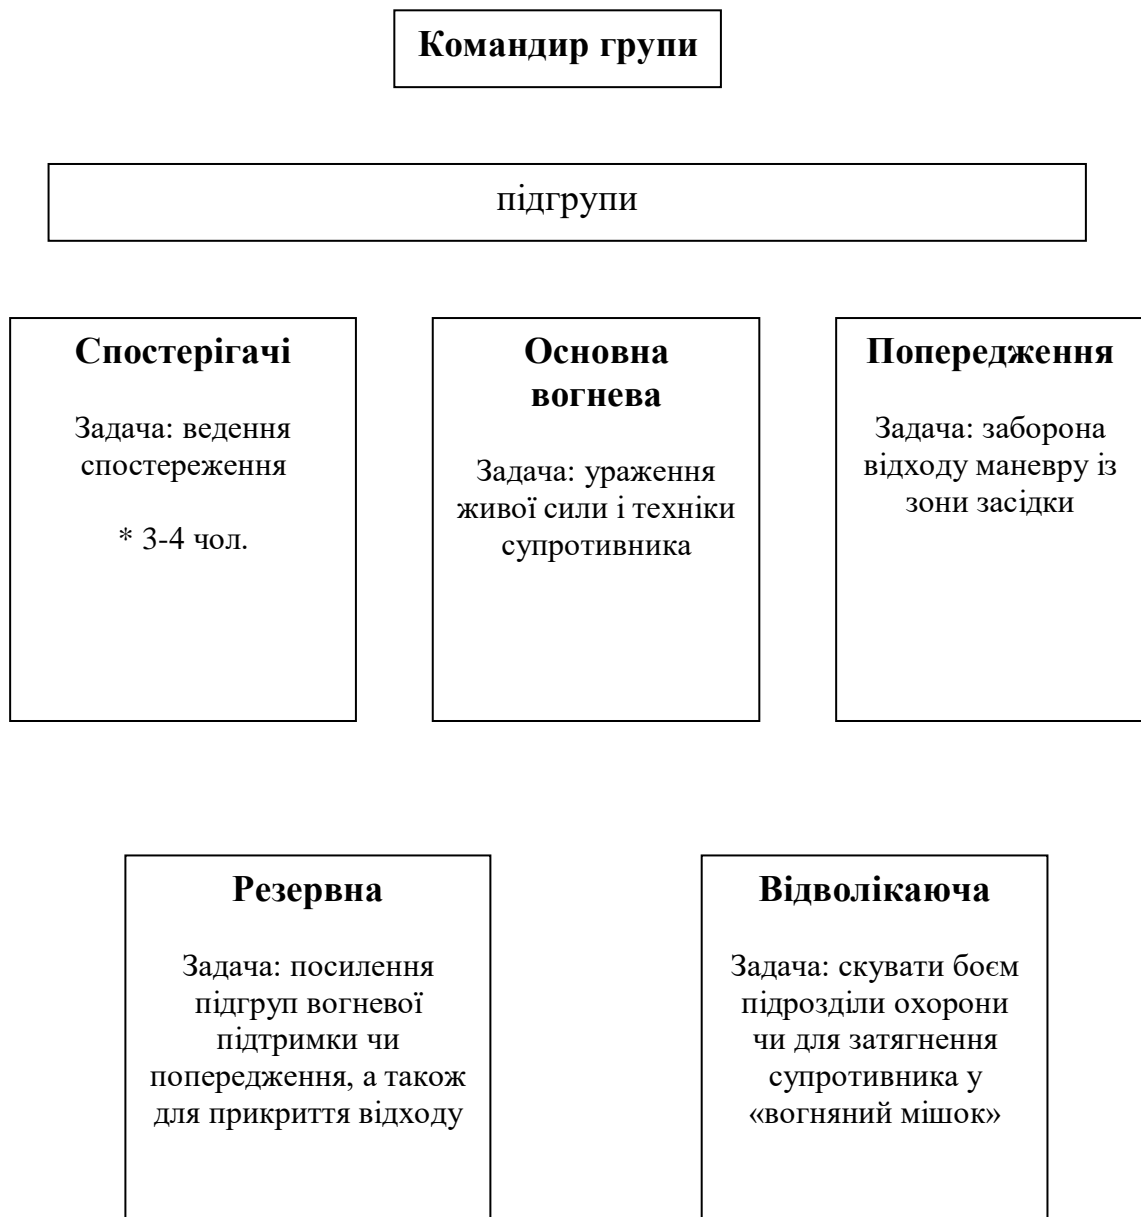 Командир групи
підгрупи
Спостерігачі
Задача: ведення
спостереження
* 3-4 чол.
Основна
вогнева
Задача: ураження
живої сили і техніки
супротивника
Попередження
Задача: заборона
відходу маневру із
зони засідки
Резервна
Задача: посилення
підгруп вогневої
підтримки чи
попередження, а також
для прикриття відходу
Відволікаюча
Задача: скувати боєм
підрозділи охорони
чи для затягнення
супротивника у
«вогняний мішок»